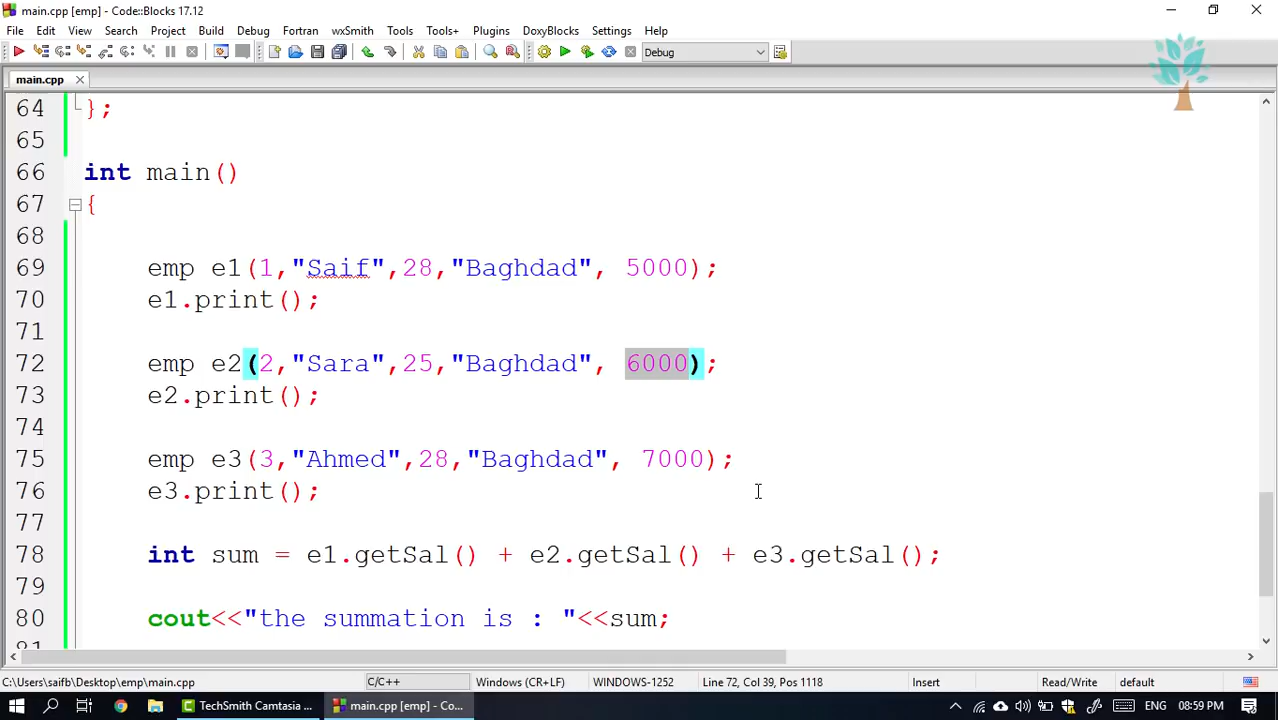 main.cpp [emp] - Code::Blocks 17.12
File Edit View Search Project Build Debug Fortran wxSmith Tools Tools+ Plugins DoxyBlocks Settings Help
Debug
main.cpp
64 };
65
66 int main()
67 {
68
69 emp e1(1,"Saif",28,"Baghdad", 5000);
70 e1.print();
71
72 emp e2(2,"Sara",25,"Baghdad", 6000);
73 e2.print();
74
75 emp e3(3,"Ahmed",28,"Baghdad", 7000);
76 e3.print();
77
78 int sum = e1.getSal() + e2.getSal() + e3.getSal();
79
80 cout<<"the summation is : "<<sum;
C:\Users\saifb\Desktop\emp\main.cpp C/C++ Windows (CR+LF) WINDOWS-1252 Line 72, Col 39, Pos 1118 Insert Read/Write default
TechSmith Camtasia ... main.cpp [emp] - Co... ENG 08:59 PM